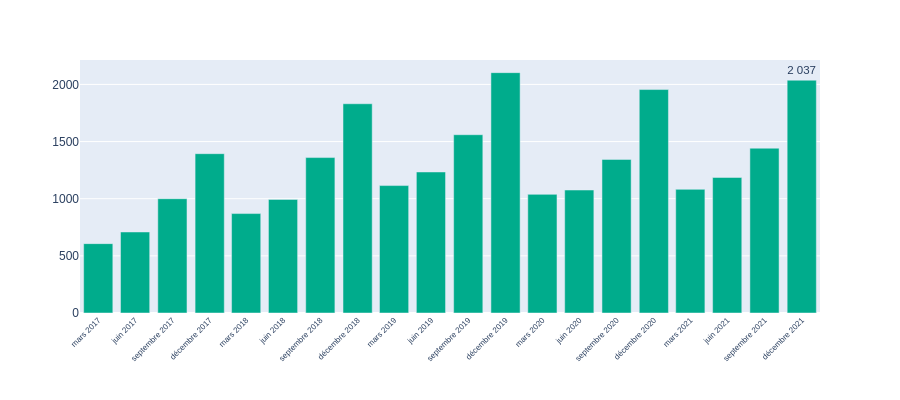 2 037
2000
1500
1000
500
0
mars 2017
juin 2017
septembre 2017
décembre 2017
mars 2018
juin 2018
septembre 2018
décembre 2018
mars 2019
juin 2019
septembre 2019
décembre 2019
mars 2020
juin 2020
septembre 2020
décembre 2020
mars 2021
juin 2021
septembre 2021
décembre 2021